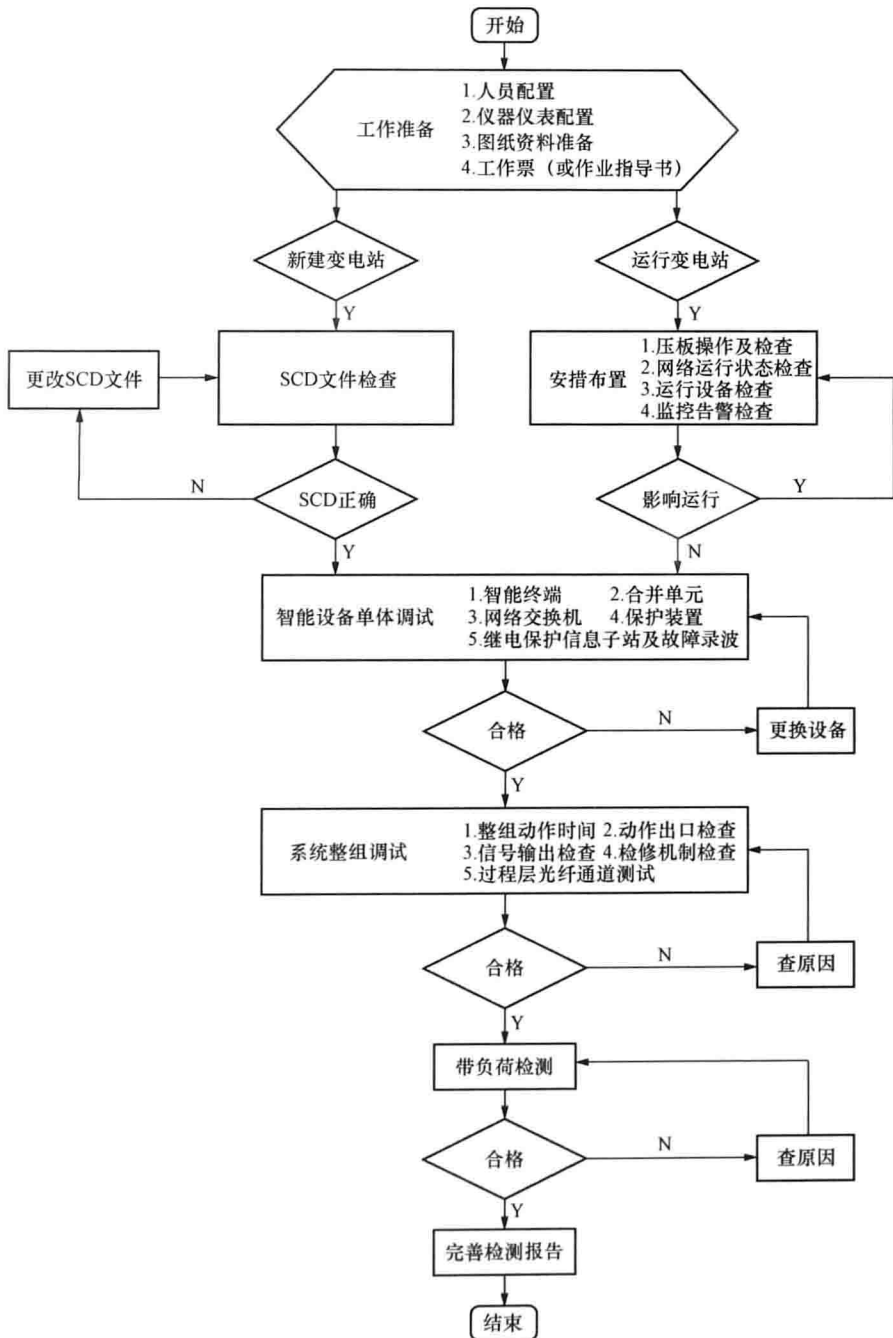 开始
工作准备
1.人员配置
2.仪器仪表配置
3.图纸资料准备
4.工作票（或作业指导书）
新建变电站
运行变电站
Y
Y
更改SCD文件
SCD文件检查
安措布置
1.压板操作及检查
2.网络运行状态检查
3.运行设备检查
4.监控告警检查
N
SCD正确
影响运行
Y
Y
N
智能设备单体调试
1.智能终端 2.合并单元
3.网络交换机 4.保护装置
5.继电保护信息子站及故障录波
合格
N
更换设备
Y
系统整组调试
1.整组动作时间 2.动作出口检查
3.信号输出检查 4.检修机制检查
5.过程层光纤通道测试
合格
N
查原因
Y
带负荷检测
合格
N
查原因
Y
完善检测报告
结束